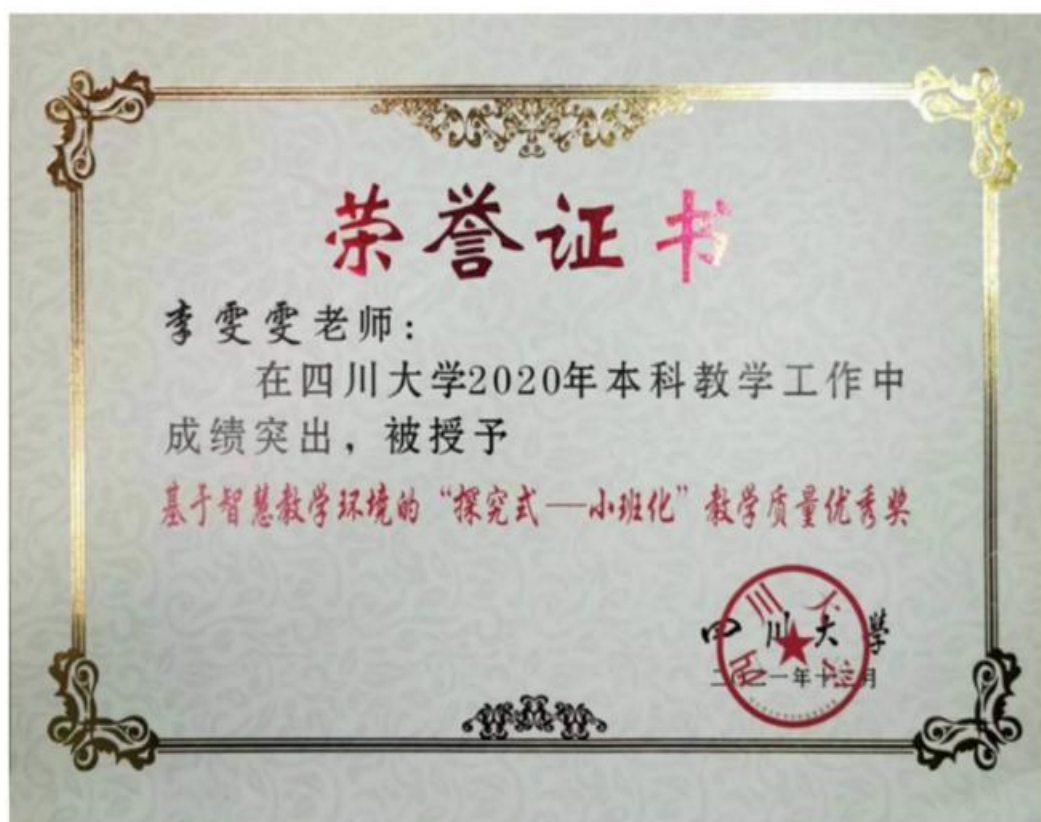 荣誉证书
李雯雯老师：
在四川大学2020年本科教学工作中
成绩突出，被授予
基于智慧教学环境的“探究式—小班化”教学质量优秀奖
四川大学
二〇二一年十二月